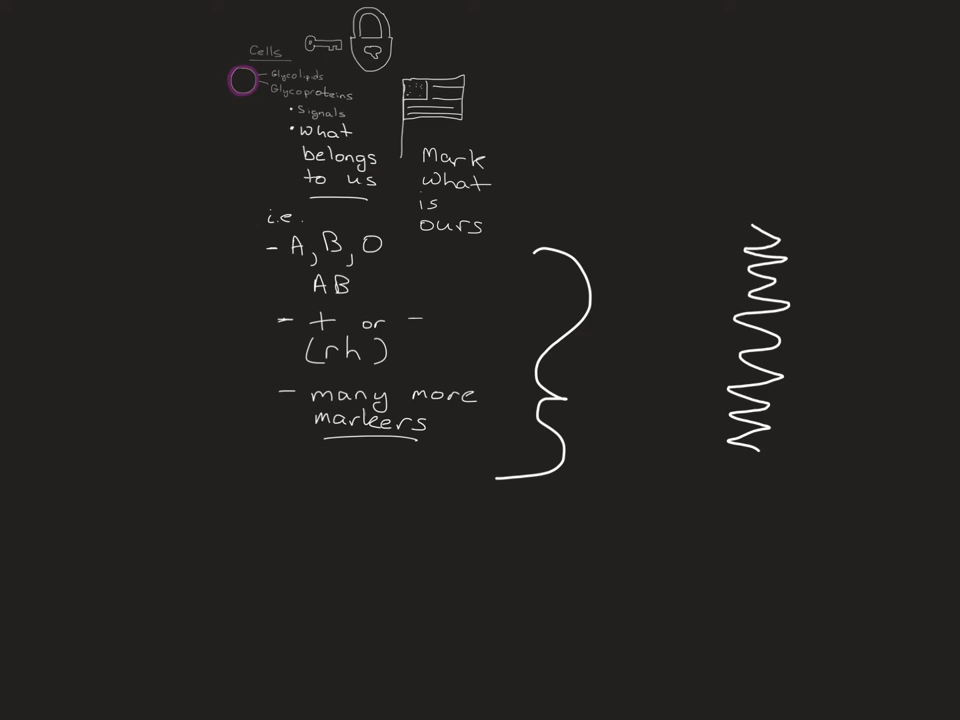 Cells
Glycolipids
Glycoproteins
• Signals
• What
belongs
to us
Mark
what
is
ours
i.e.
- A, B, O
AB
- + or -
(rh)
- many more
markers